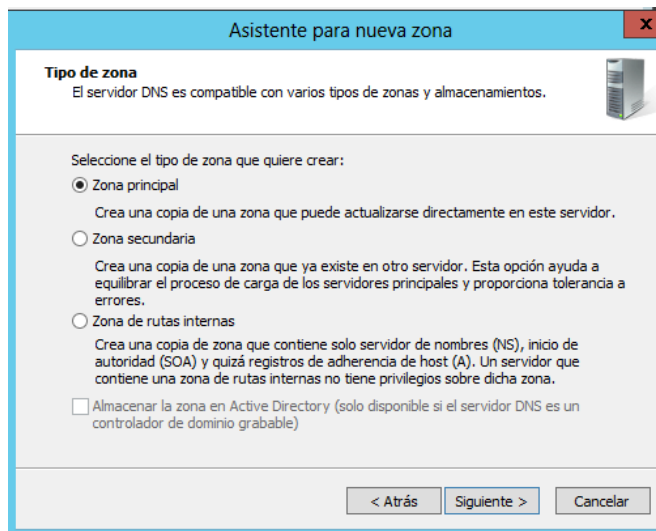 Asistente para nueva zona
x
Tipo de zona
El servidor DNS es compatible con varios tipos de zonas y almacenamientos.
Seleccione el tipo de zona que quiere crear:
Zona principal
Crea una copia de una zona que puede actualizarse directamente en este servidor.
Zona secundaria
Crea una copia de una zona que ya existe en otro servidor. Esta opción ayuda a
equilibrar el proceso de carga de los servidores principales y proporciona tolerancia a
errores.
Zona de rutas internas
Crea una copia de zona que contiene solo servidor de nombres (NS), inicio de
autoridad (SOA) y quizá registros de adherencia de host (A). Un servidor que
contiene una zona de rutas internas no tiene privilegios sobre dicha zona.
Almacenar la zona en Active Directory (solo disponible si el servidor DNS es un
controlador de dominio grabable)
< Atrás Siguiente > Cancelar